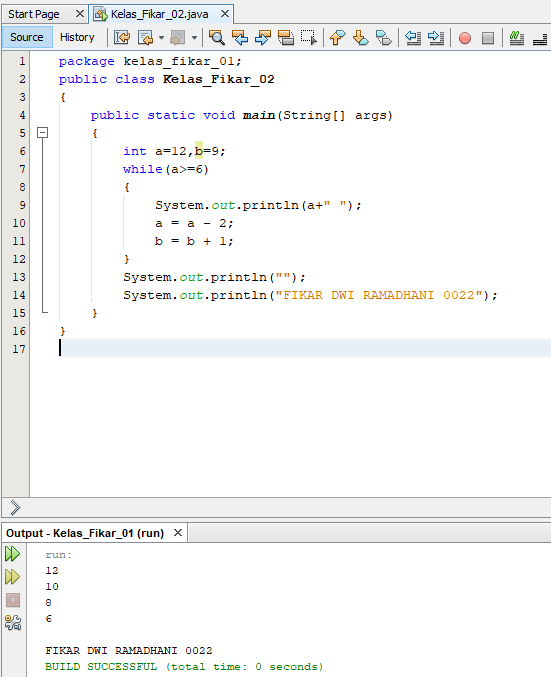 Start Page × Kelas_Fikar_02.java ×
Source History
1 package kelas_fikar_01;
2 public class Kelas_Fikar_02
3 {
4     public static void main(String[] args)
5     {
6         int a=12,b=9;
7         while(a>=6)
8         {
9             System.out.println(a+" ");
10             a = a - 2;
11             b = b + 1;
12         }
13         System.out.println("");
14         System.out.println("FIKAR DWI RAMADHANI 0022");
15     }
16 }
17
Output - Kelas_Fikar_01 (run) ×
run:
12
10
8
6
FIKAR DWI RAMADHANI 0022
BUILD SUCCESSFUL (total time: 0 seconds)